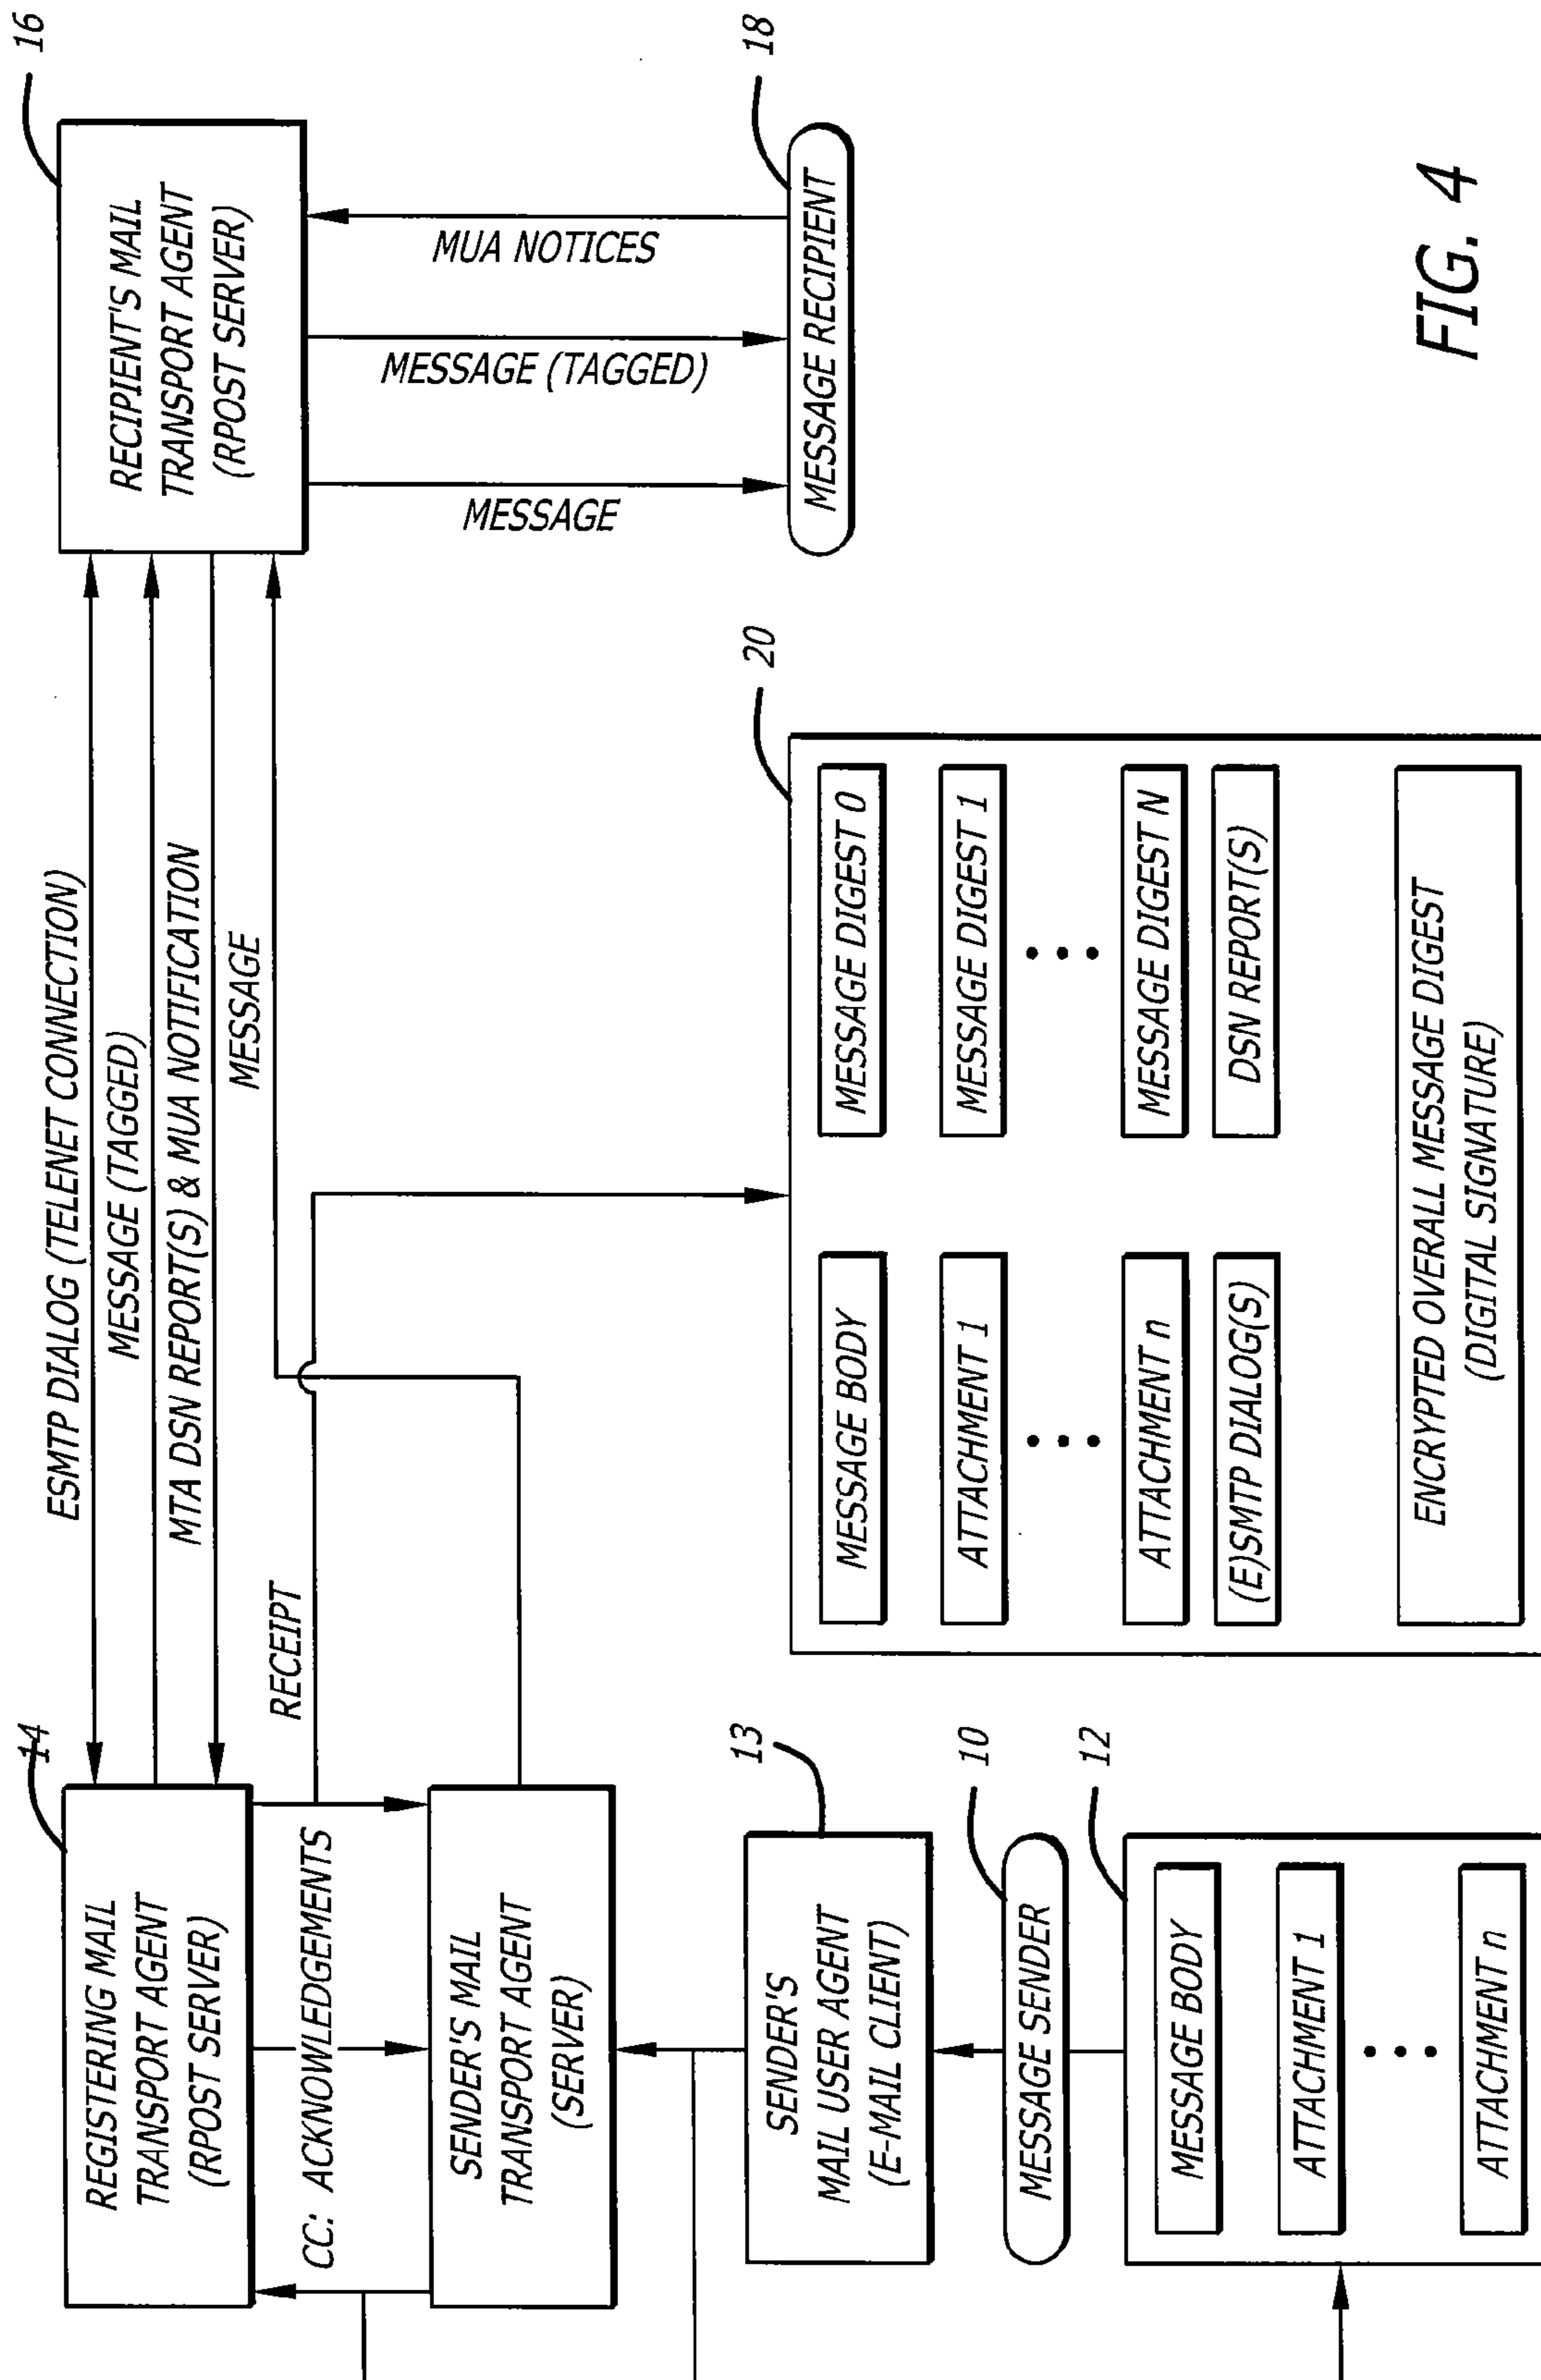 14
REGISTERING MAIL
TRANSPORT AGENT
(RPOST SERVER)
ESMTP DIALOG (TELENET CONNECTION)
MESSAGE (TAGGED)
MTA DSN REPORT(S) & MUA NOTIFICATION
MESSAGE
16
RECIPIENT'S MAIL
TRANSPORT AGENT
(RPOST SERVER)
CC: ACKNOWLEDGEMENTS
RECEIPT
MESSAGE
MESSAGE (TAGGED)
MUA NOTICES
SENDER'S MAIL
TRANSPORT AGENT
(SERVER)
13
SENDER'S
MAIL USER AGENT
(E-MAIL CLIENT)
18
MESSAGE RECIPIENT
10
MESSAGE SENDER
12
MESSAGE BODY
ATTACHMENT 1
ATTACHMENT n
20
MESSAGE BODY
MESSAGE DIGEST 0
ATTACHMENT 1
MESSAGE DIGEST 1
ATTACHMENT n
MESSAGE DIGEST N
(E)SMTP DIALOG(S)
DSN REPORT(S)
ENCRYPTED OVERALL MESSAGE DIGEST
(DIGITAL SIGNATURE)
FIG. 4